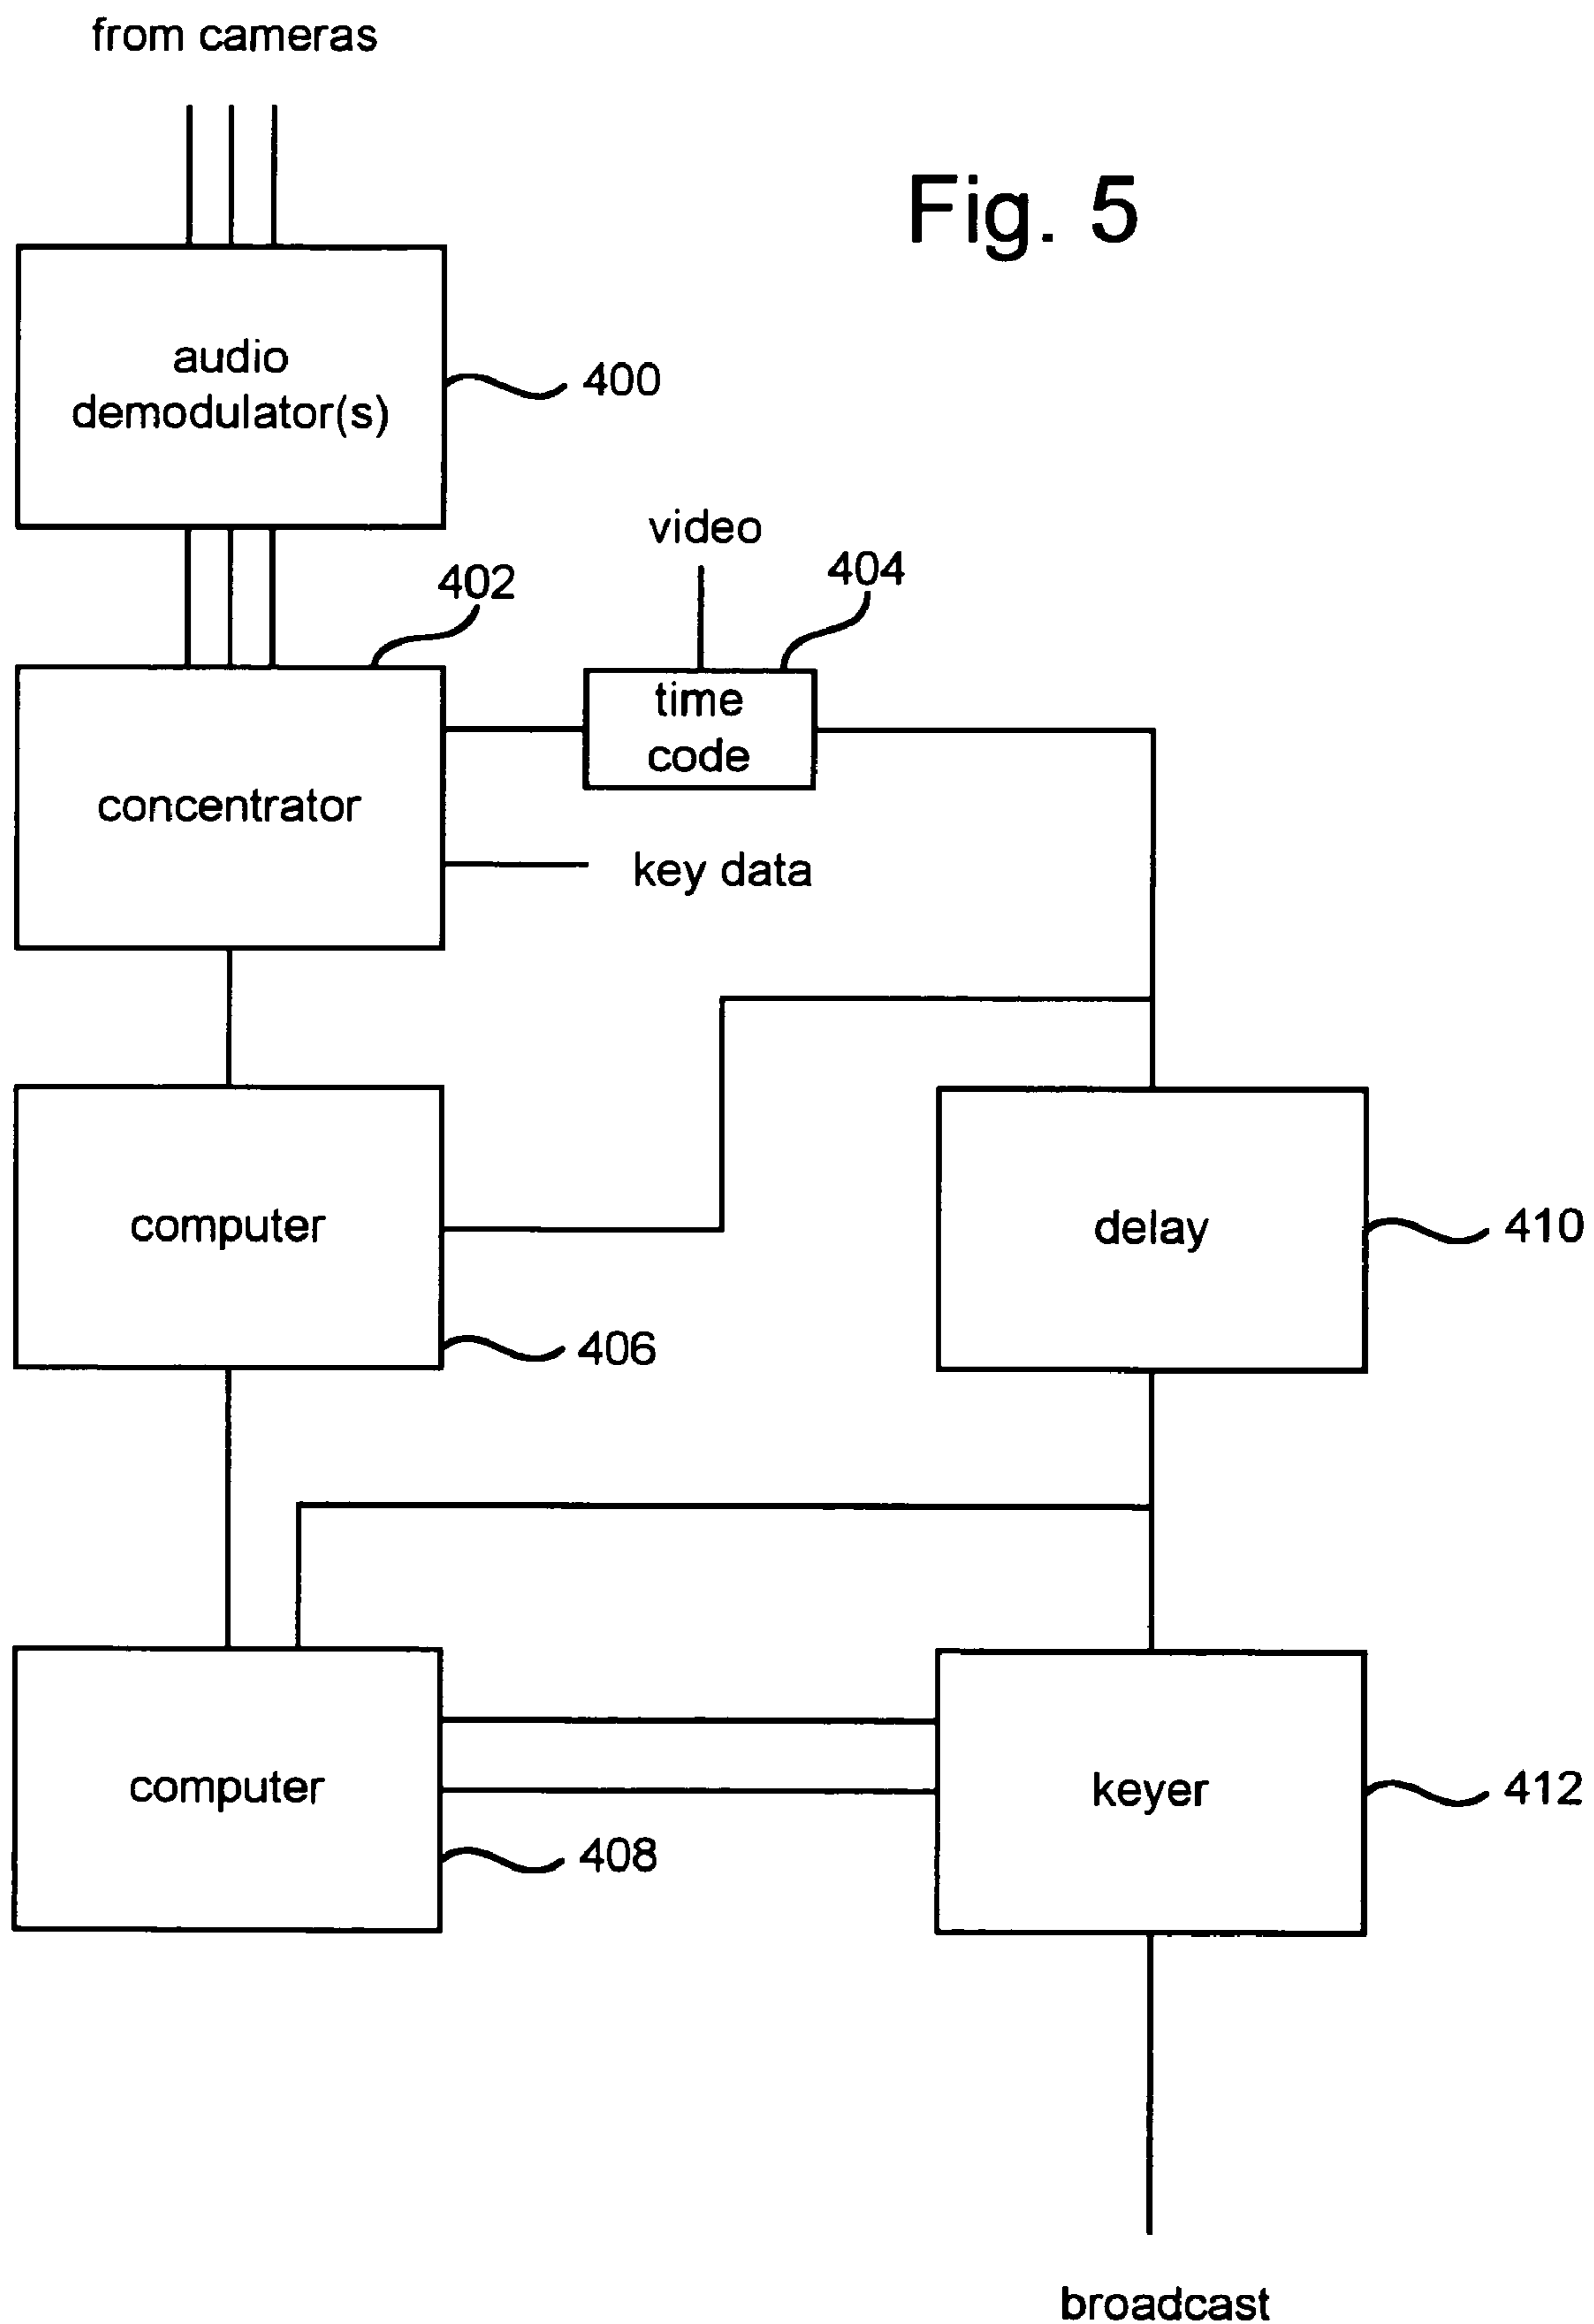 from cameras
Fig. 5
audio
demodulator(s)
400
video
404
402
time
code
concentrator
key data
computer
delay
410
406
computer
keyer
412
408
broadcast